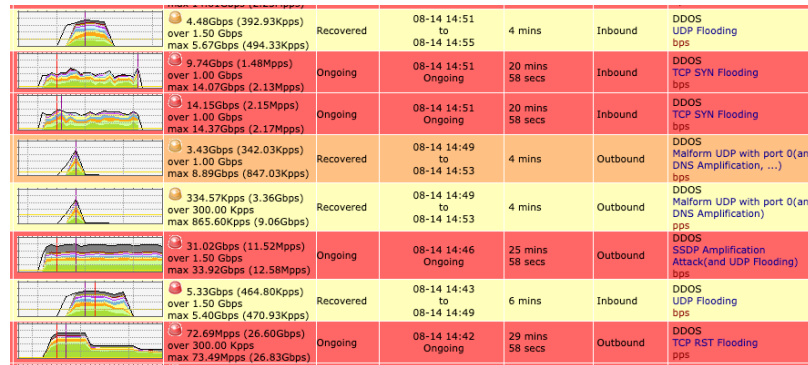 4.48Gbps (392.93Kpps)
over 1.50 Gbps
max 5.67Gbps (494.33Kpps)
Recovered
08-14 14:51
to
08-14 14:55
4 mins
Inbound
DDOS
UDP Flooding
bps
9.74Gbps (1.48Mpps)
over 1.00 Gbps
max 14.07Gbps (2.13Mpps)
Ongoing
08-14 14:51
Ongoing
20 mins
58 secs
Inbound
DDOS
TCP SYN Flooding
bps
14.15Gbps (2.15Mpps)
over 1.00 Gbps
max 14.37Gbps (2.17Mpps)
Ongoing
08-14 14:51
Ongoing
20 mins
58 secs
Inbound
DDOS
TCP SYN Flooding
bps
3.43Gbps (342.03Kpps)
over 1.00 Gbps
max 8.89Gbps (847.03Kpps)
Recovered
08-14 14:49
to
08-14 14:53
4 mins
Outbound
DDOS
Malform UDP with port 0(an
DNS Amplification, ...)
bps
334.57Kpps (3.36Gbps)
over 300.00 Kpps
max 865.60Kpps (9.06Gbps)
Recovered
08-14 14:49
to
08-14 14:53
4 mins
Outbound
DDOS
Malform UDP with port 0(an
DNS Amplification)
pps
31.02Gbps (11.52Mpps)
over 1.50 Gbps
max 33.92Gbps (12.58Mpps)
Ongoing
08-14 14:46
Ongoing
25 mins
58 secs
Outbound
DDOS
SSDP Amplification
Attack(and UDP Flooding)
bps
5.33Gbps (464.80Kpps)
over 1.50 Gbps
max 5.40Gbps (470.93Kpps)
Recovered
08-14 14:43
to
08-14 14:49
6 mins
Inbound
DDOS
UDP Flooding
bps
72.69Mpps (26.60Gbps)
over 300.00 Kpps
max 73.49Mpps (26.83Gbps)
Ongoing
08-14 14:42
Ongoing
29 mins
58 secs
Outbound
DDOS
TCP RST Flooding
pps